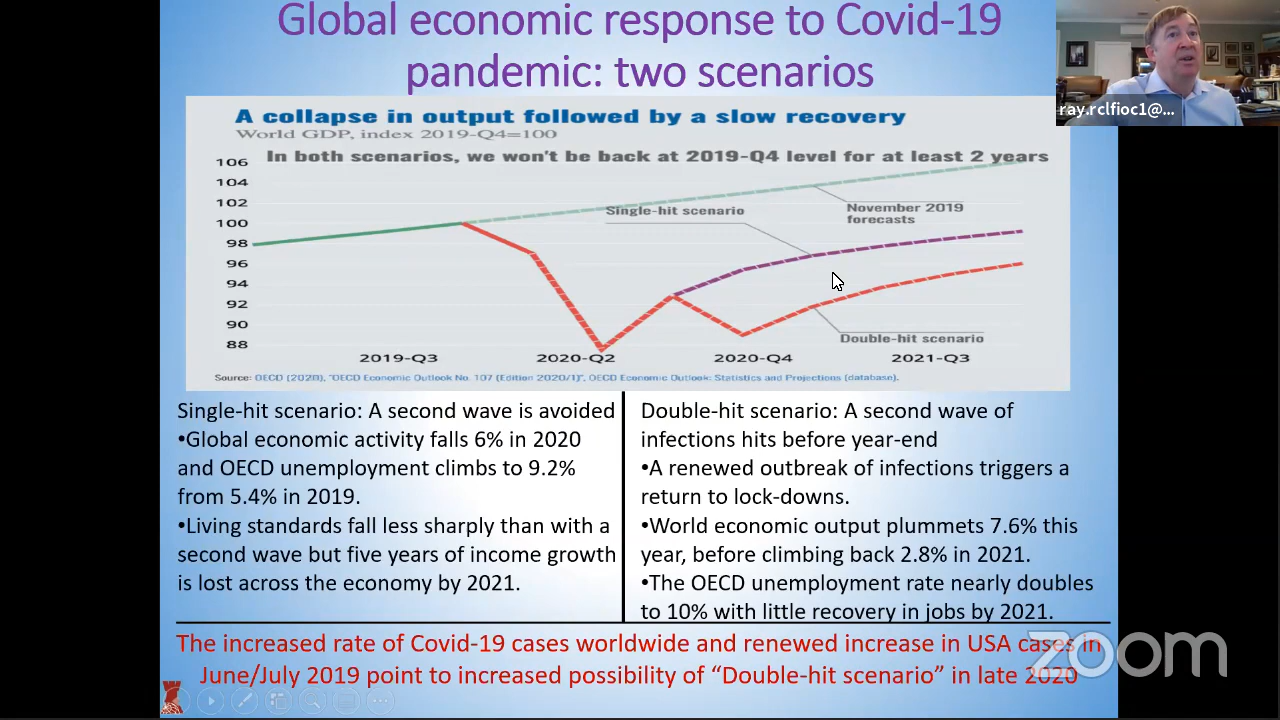 Global economic response to Covid-19
pandemic: two scenarios
ray.rclfioc1@...
A collapse in output followed by a slow recovery
World GDP, index 2019-Q4=100
In both scenarios, we won't be back at 2019-Q4 level for at least 2 years
106
104
102
100
98
96
94
92
90
88
Single-hit scenario
November 2019
forecasts
Double-hit scenario
2019-Q3
2020-Q2
2020-Q4
2021-Q3
Source: OECD (2020), "OECD Economic Outlook No. 107 (Edition 2020/1)", OECD Economic Outlook: Statistics and Projections (database).
Single-hit scenario: A second wave is avoided
•Global economic activity falls 6% in 2020
and OECD unemployment climbs to 9.2%
from 5.4% in 2019.
•Living standards fall less sharply than with a
second wave but five years of income growth
is lost across the economy by 2021.
Double-hit scenario: A second wave of
infections hits before year-end
•A renewed outbreak of infections triggers a
return to lock-downs.
•World economic output plummets 7.6% this
year, before climbing back 2.8% in 2021.
•The OECD unemployment rate nearly doubles
to 10% with little recovery in jobs by 2021.
The increased rate of Covid-19 cases worldwide and renewed increase in USA cases in
June/July 2019 point to increased possibility of “Double-hit scenario” in late 2020
zoom